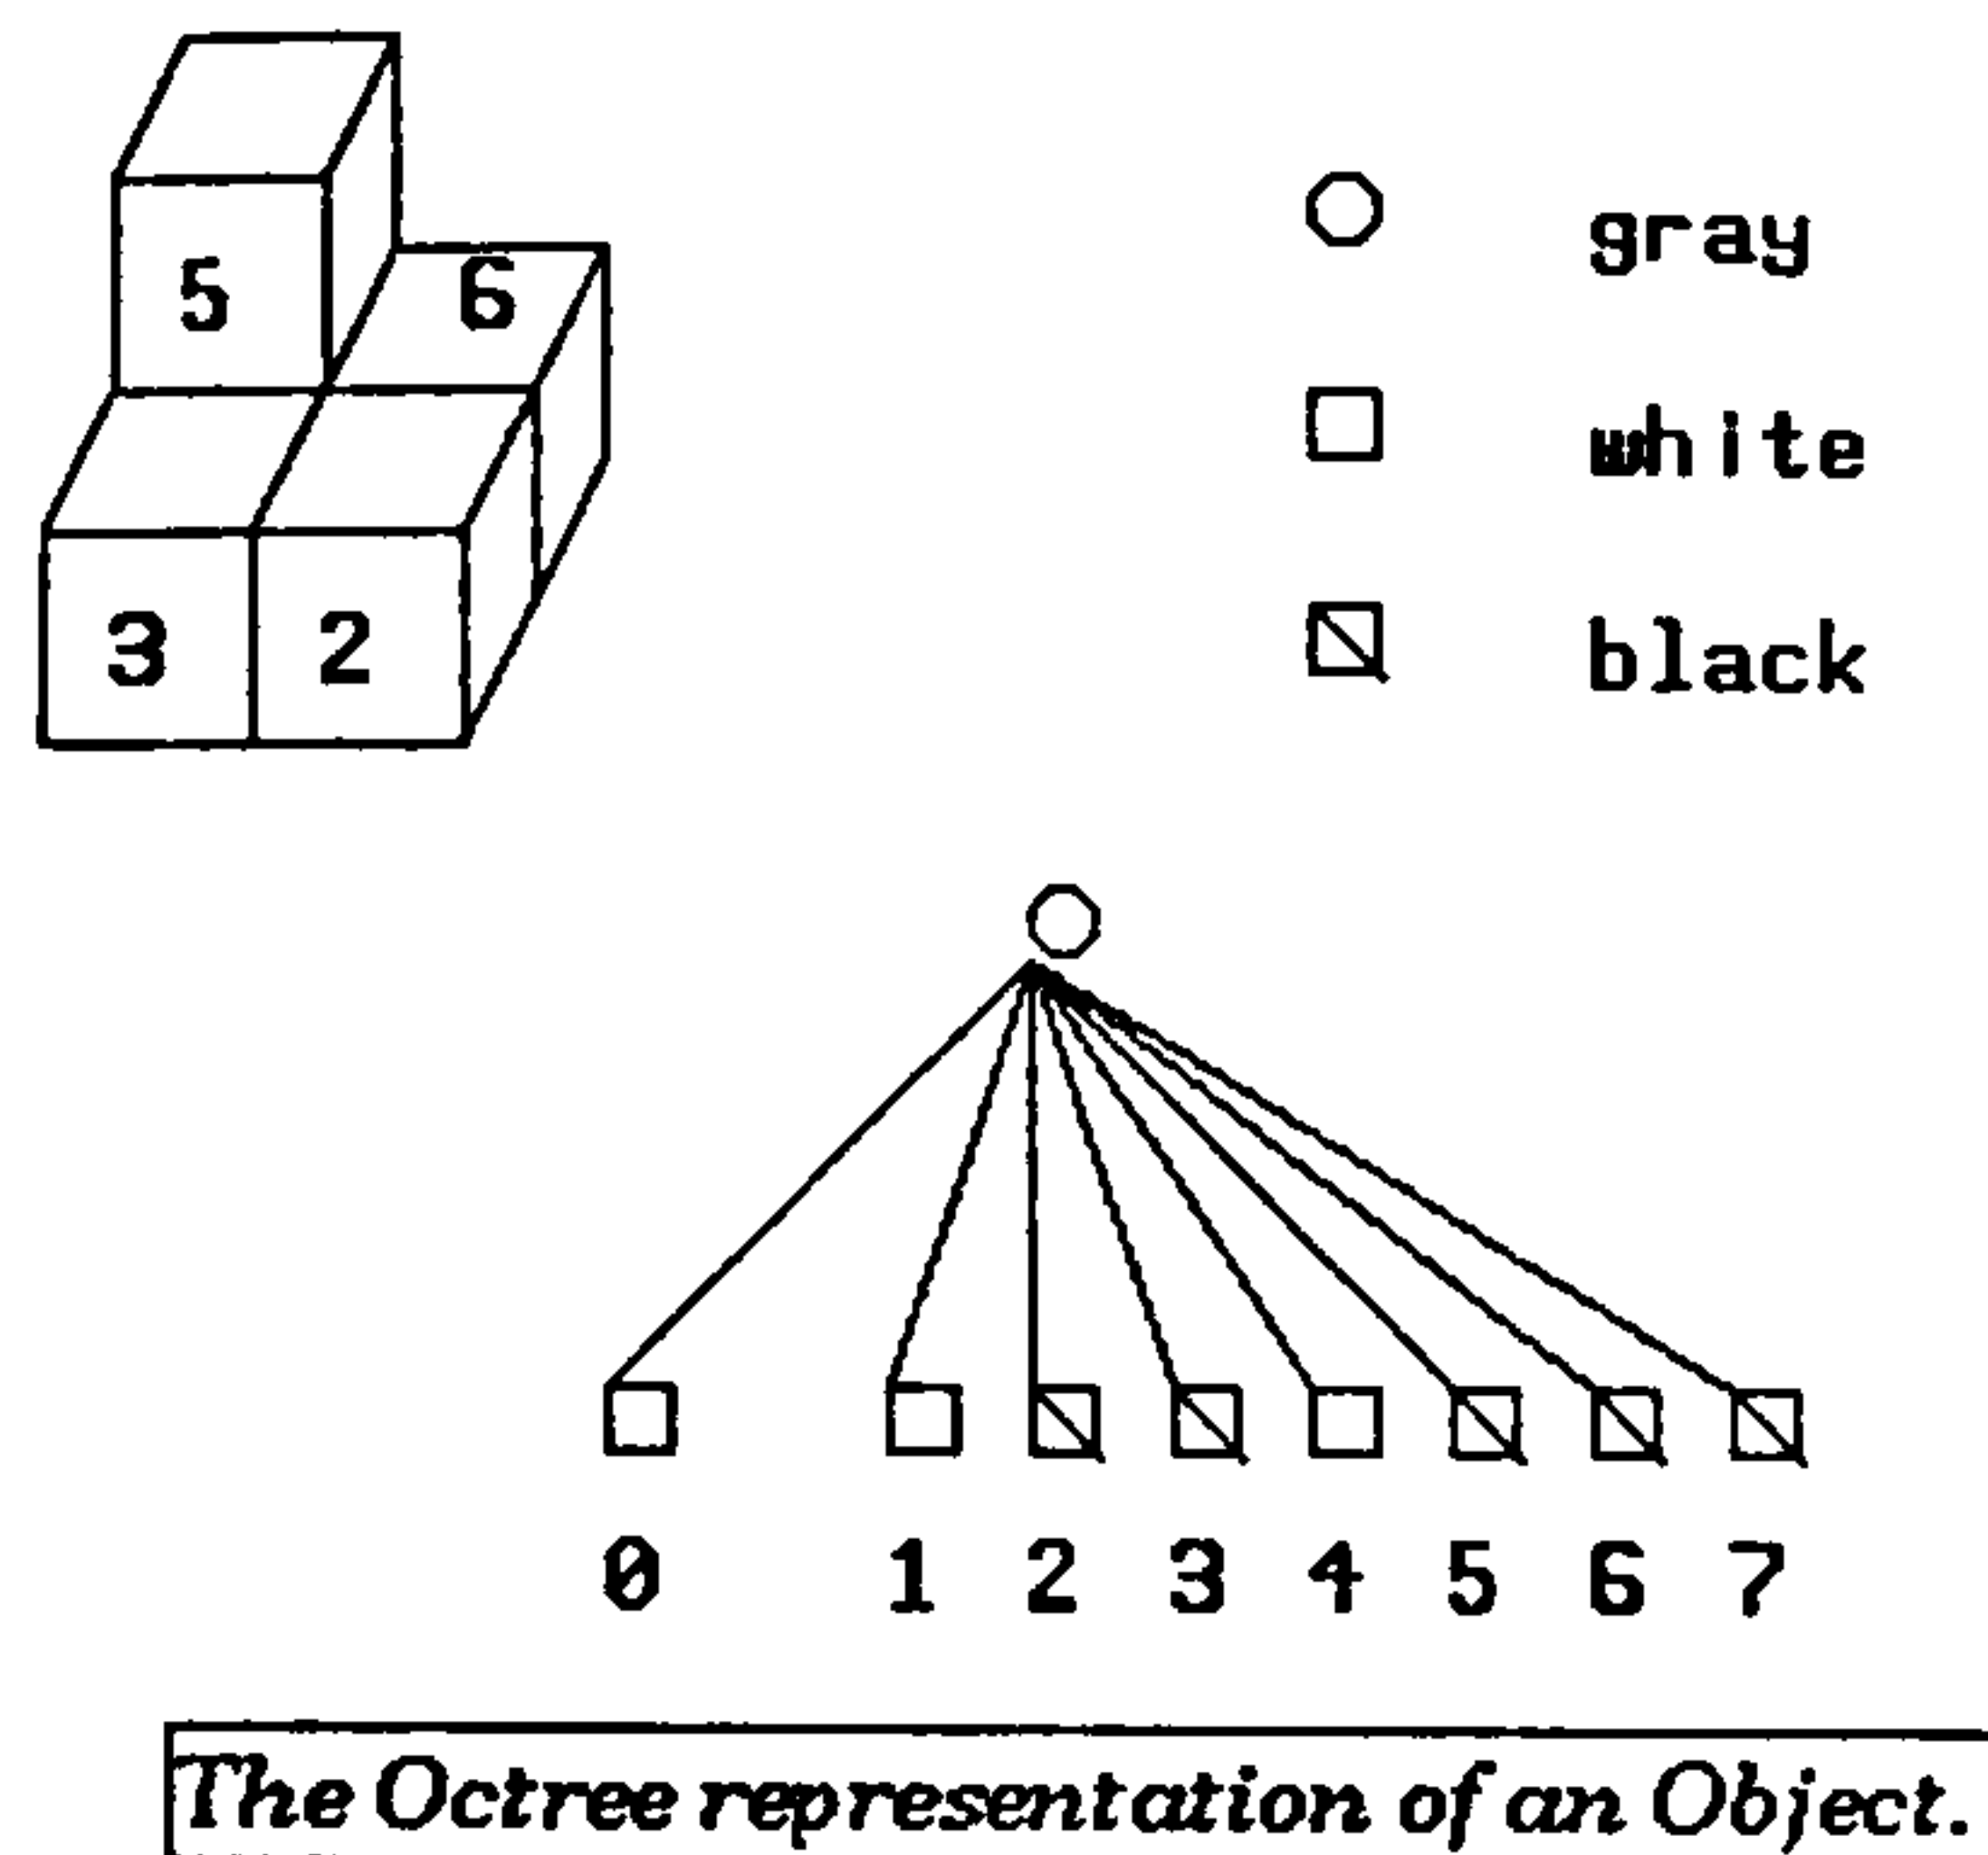 5
6
3 2
gray
white
black
0 1 2 3 4 5 6 7
The Octree representation of an Object.